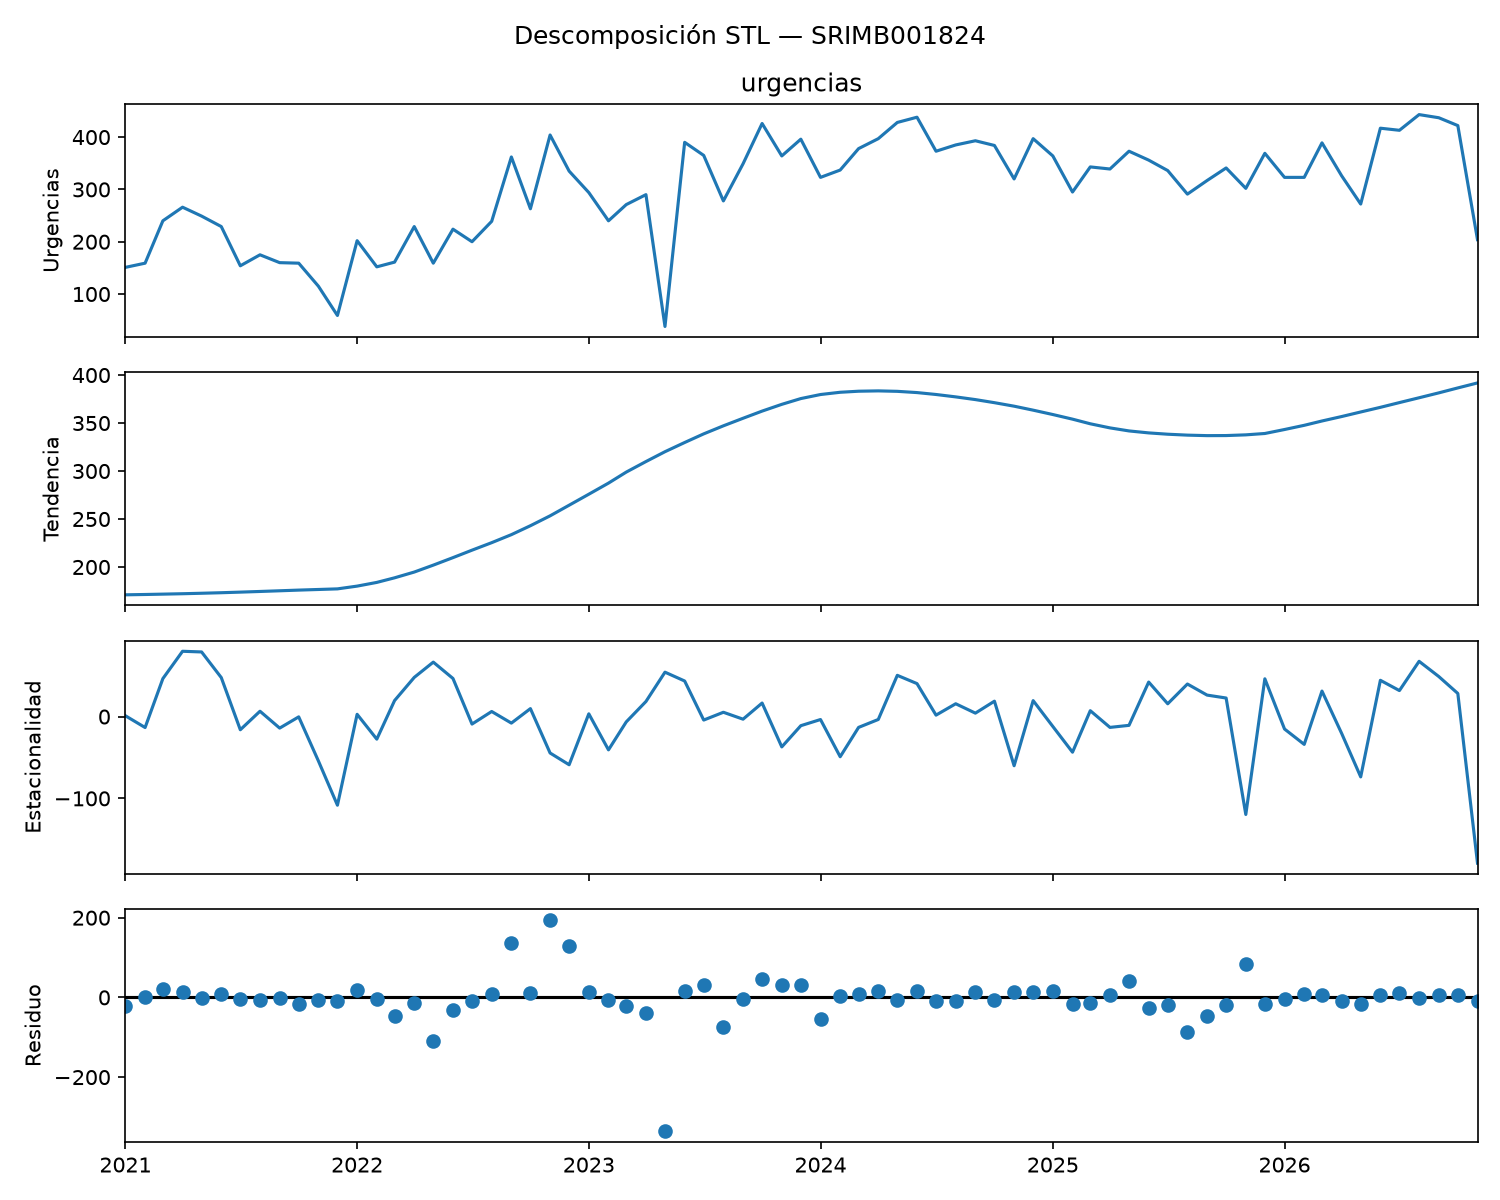 Descomposición STL — SRIMB001824
urgencias
Urgencias
400
300
200
100
Tendencia
400
350
300
250
200
Estacionalidad
0
−100
Residuo
200
0
−200
2021 2022 2023 2024 2025 2026